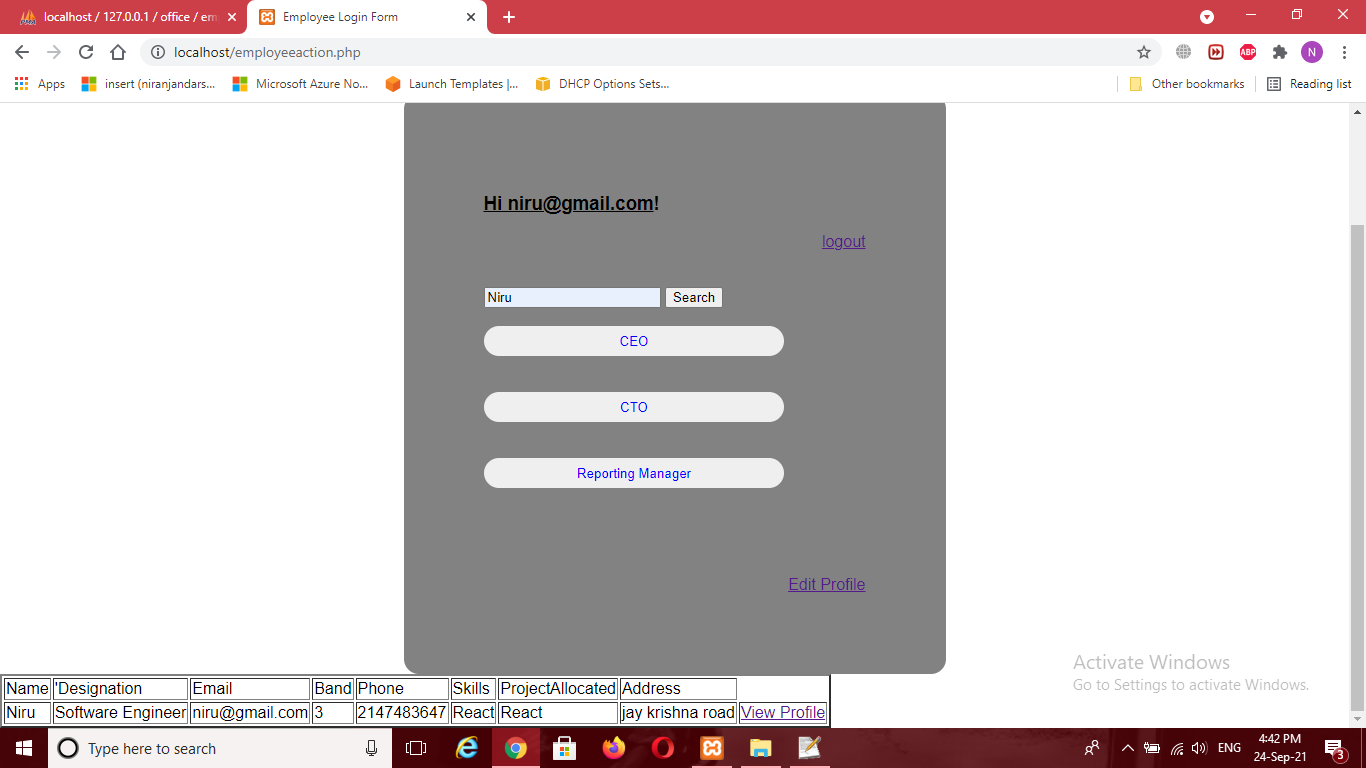 localhost / 127.0.0.1 / office / em
Employee Login Form
localhost/employeeaction.php
ABP
N
Apps
insert (niranjandars...
Microsoft Azure No...
Launch Templates |...
DHCP Options Sets...
Other bookmarks
Reading list
Hi niru@gmail.com!
logout
Niru
Search
CEO
CTO
Reporting Manager
Edit Profile
Activate Windows
Go to Settings to activate Windows.
Name 'Designation Email Band Phone Skills ProjectAllocated Address
Niru Software Engineer niru@gmail.com 3 2147483647 React React jay krishna road View Profile
Type here to search
ENG
4:42 PM
24-Sep-21
3